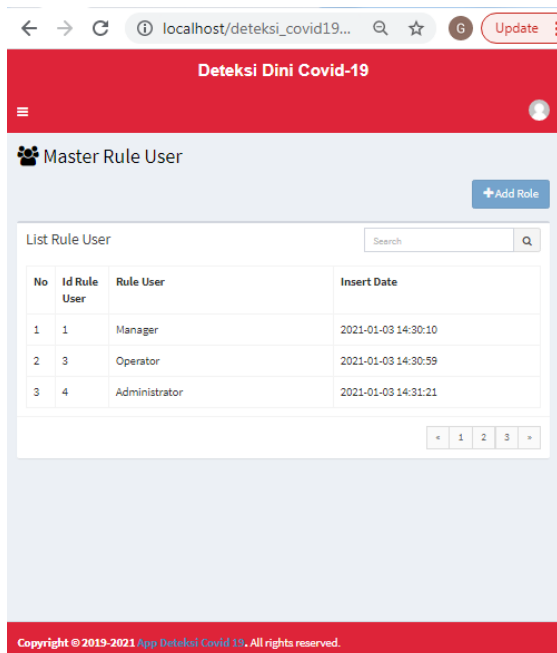 localhost/deteksi_covid19...
G
Update
Deteksi Dini Covid-19
Master Rule User
+Add Role
List Rule User
Search
No Id Rule User Rule User Insert Date
1 1 Manager 2021-01-03 14:30:10
2 3 Operator 2021-01-03 14:30:59
3 4 Administrator 2021-01-03 14:31:21
« 1 2 3 »
Copyright © 2019-2021 App Deteksi Covid 19. All rights reserved.